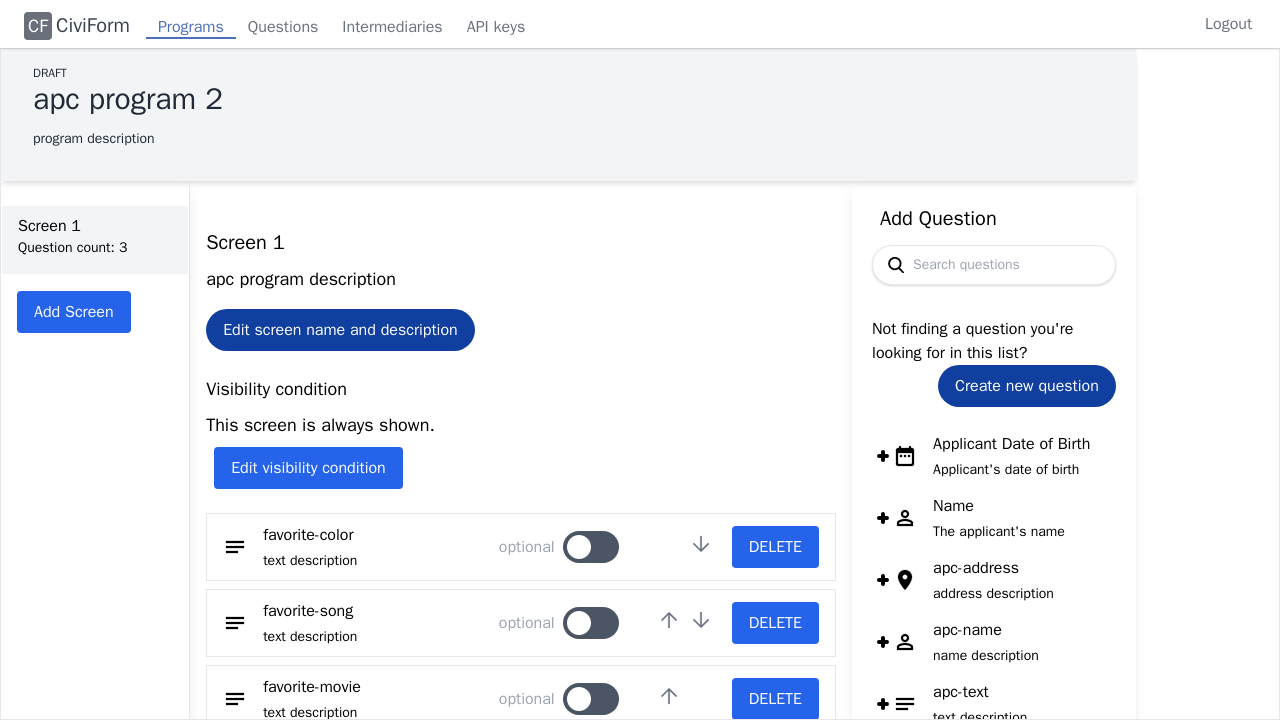 CF CiviForm Programs Questions Intermediaries API keys Logout
DRAFT
apc program 2
program description
Screen 1
Question count: 3
Add Screen
Screen 1
apc program description
Edit screen name and description
Visibility condition
This screen is always shown.
Edit visibility condition
favorite-color
text description
optional
DELETE
favorite-song
text description
optional
DELETE
favorite-movie
text description
optional
DELETE
Add Question
Search questions
Not finding a question you're
looking for in this list?
Create new question
Applicant Date of Birth
Applicant's date of birth
Name
The applicant's name
apc-address
address description
apc-name
name description
apc-text
text description